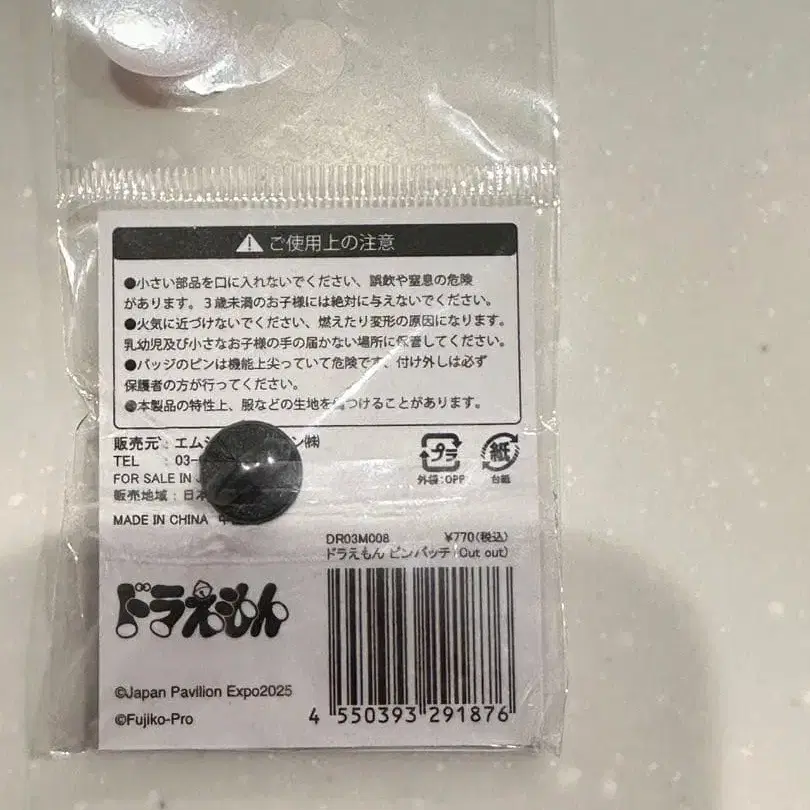 ご使用上の注意
●小さい部品を口に入れないでください、誤飲や窒息の危険
があります。3歳未満のお子様には絶対に与えないでください。
●火気に近づけないでください、燃えたり変形の原因になります。
乳幼児及び小さなお子様の手の届かない場所に保管してください。
●バッジのピンは機能上尖っていて危険です、付け外しは必ず
保護者の方が行ってください。
●本製品の特性上、服などの生地を傷つけることがあります。
販売元:エム ン㈱
TEL :03-
FOR SALE IN
販売地域:日本
MADE IN CHINA
プラ
外袋:OPP
紙
台紙
DR03M008 ¥770(税込)
ドラえもん ピンバッチ(Cut out)
ドラえもん
©Japan Pavilion Expo2025
©Fujiko-Pro
4 550393 291876